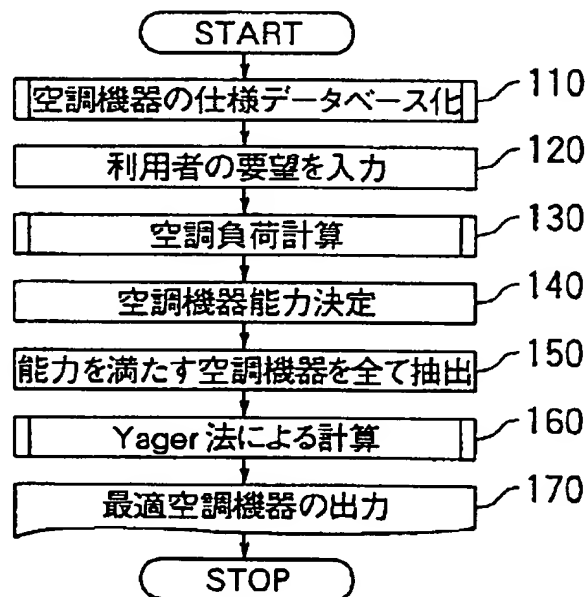 START
空調機器の仕様データベース化
110
利用者の要望を入力
120
空調負荷計算
130
空調機器能力決定
140
能力を満たす空調機器を全て抽出
150
Yager 法による計算
160
最適空調機器の出力
170
STOP